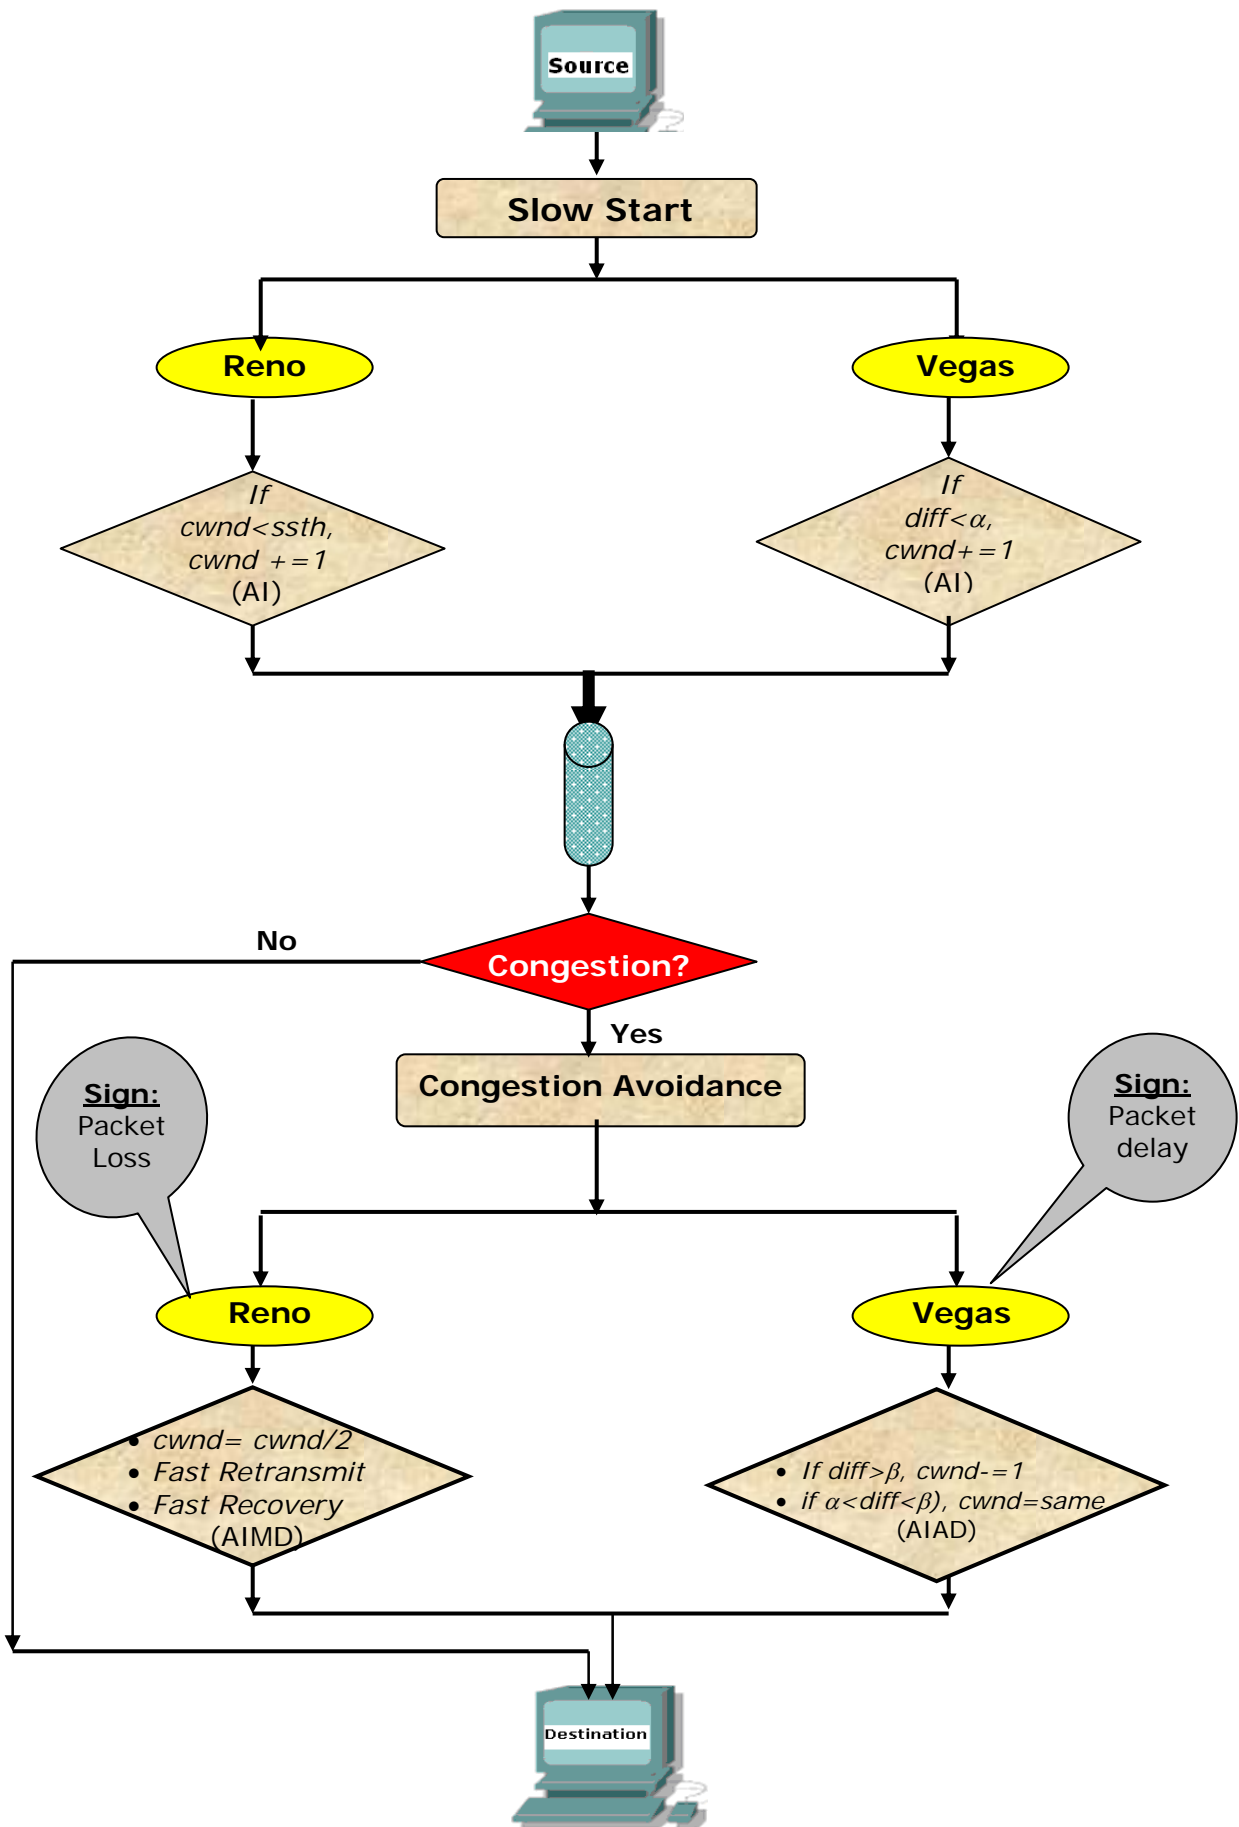 Source
Slow Start
Reno
Vegas
If
cwnd<ssth,
cwnd +=1
(AI)
If
diff<α,
cwnd+=1
(AI)
No
Congestion?
Yes
Congestion Avoidance
Sign:
Packet
Loss
Sign:
Packet
delay
Reno
Vegas
• cwnd= cwnd/2
• Fast Retransmit
• Fast Recovery
(AIMD)
• If diff>β, cwnd-=1
• if α<diff<β), cwnd=same
(AIAD)
Destination